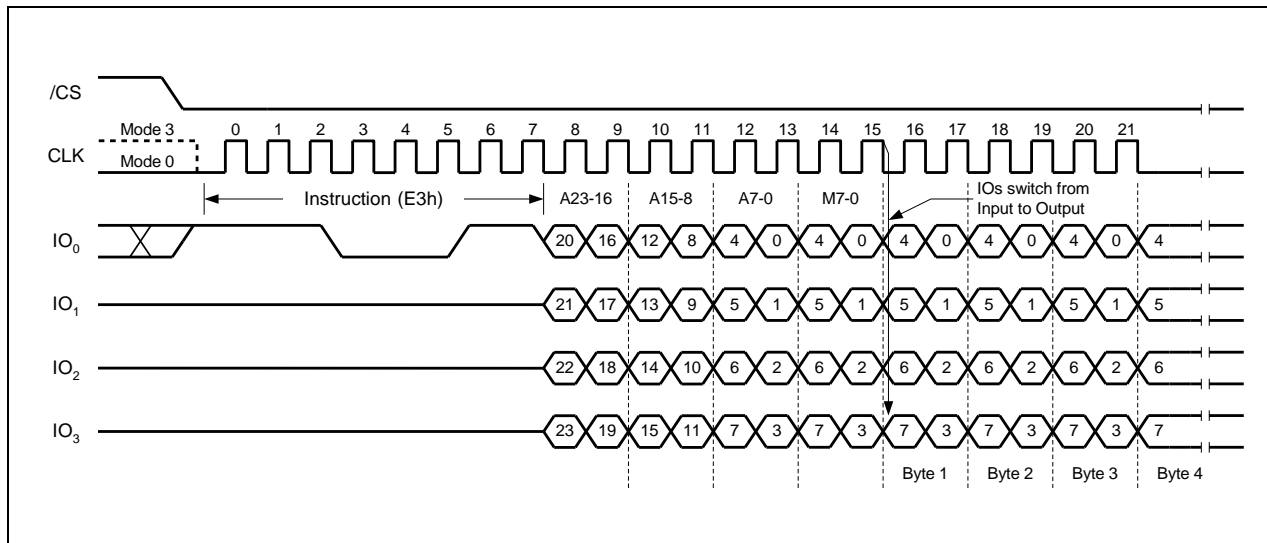 /CS
Mode 3 0 1 2 3 4 5 6 7 8 9 10 11 12 13 14 15 16 17 18 19 20 21
CLK
Mode 0
Instruction (E3h) A23-16 A15-8 A7-0 M7-0 IOs switch from
Input to Output
IO0 20 16 12 8 4 0 4 0 4 0 4 0 4 0 4
IO1 21 17 13 9 5 1 5 1 5 1 5 1 5 1 5
IO2 22 18 14 10 6 2 6 2 6 2 6 2 6 2 6
IO3 23 19 15 11 7 3 7 3 7 3 7 3 7 3 7
Byte 1 Byte 2 Byte 3 Byte 4